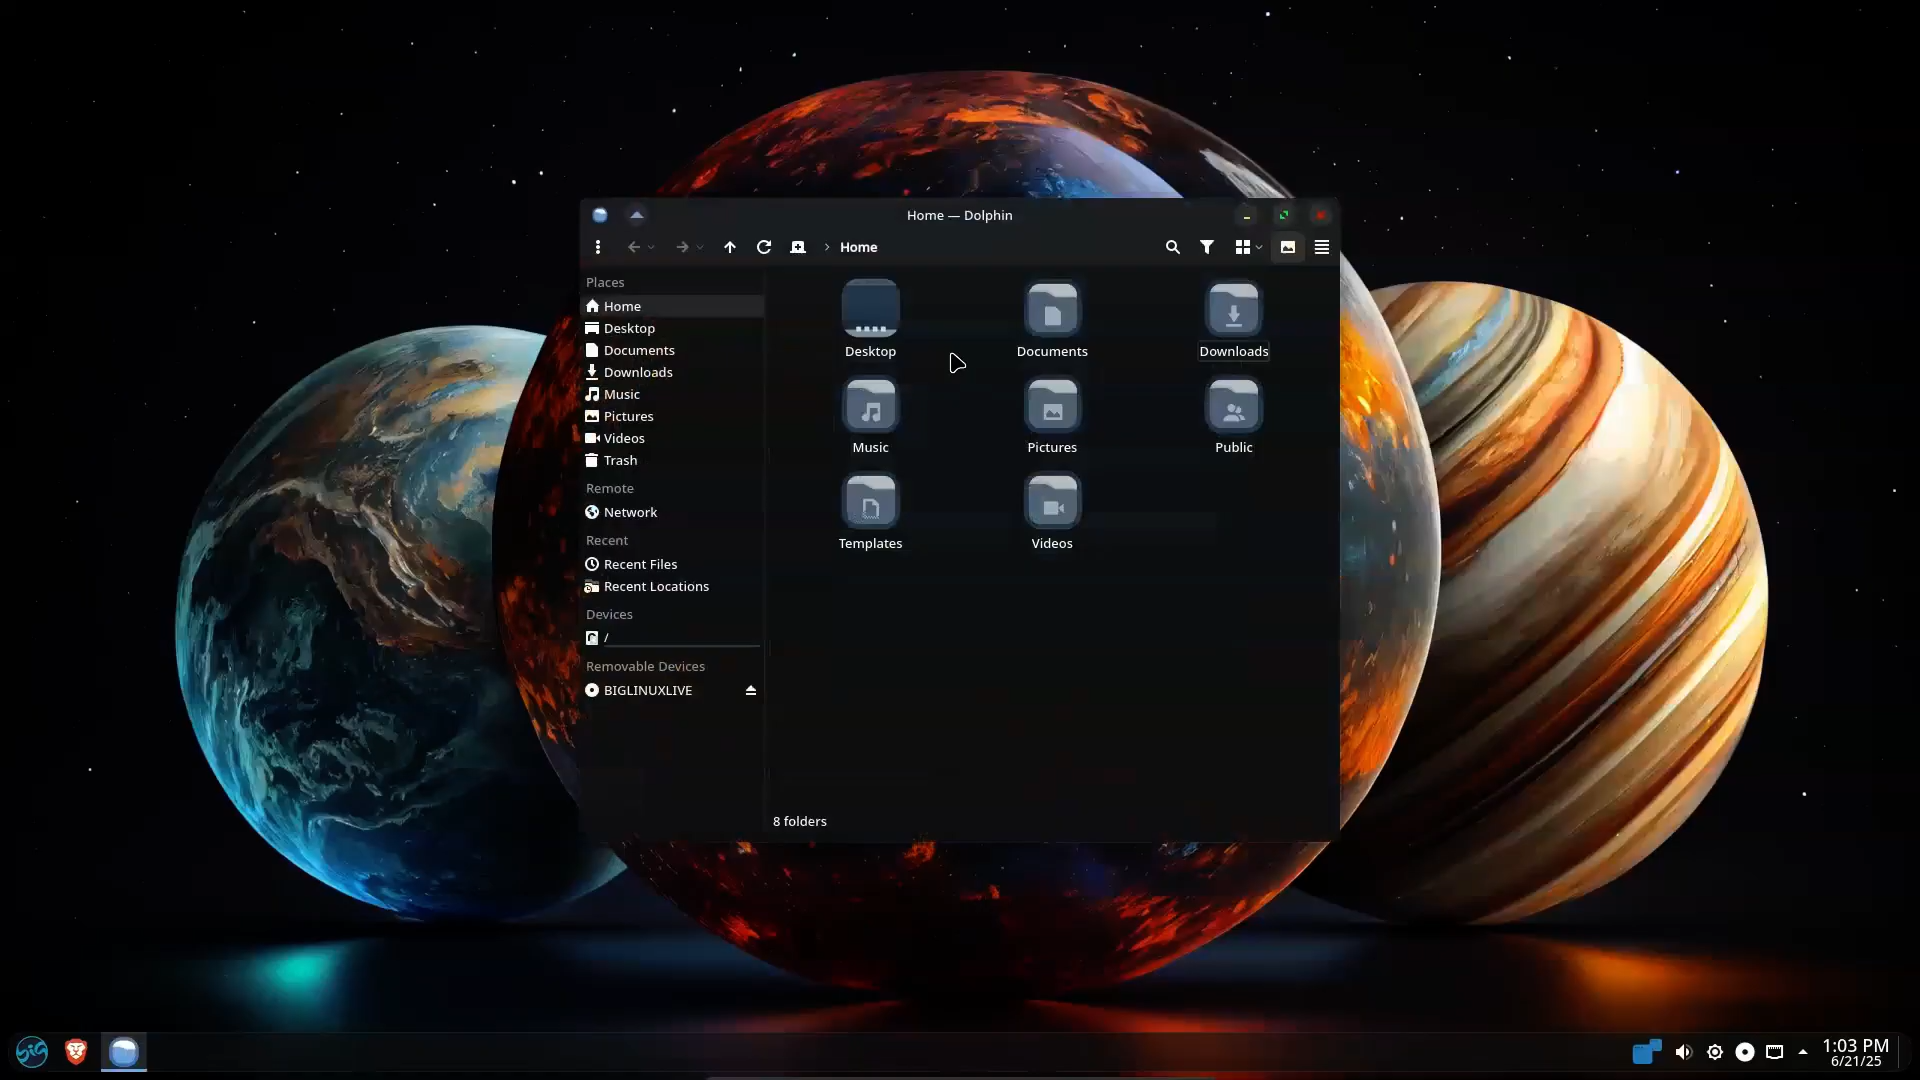 Home — Dolphin
Home
Places
Home
Desktop
Documents
Downloads
Music
Pictures
Videos
Trash
Remote
Network
Recent
Recent Files
Recent Locations
Devices
/
Removable Devices
BIGLINUXLIVE
Desktop
Documents
Downloads
Music
Pictures
Public
Templates
Videos
8 folders
big
1:03 PM
6/21/25